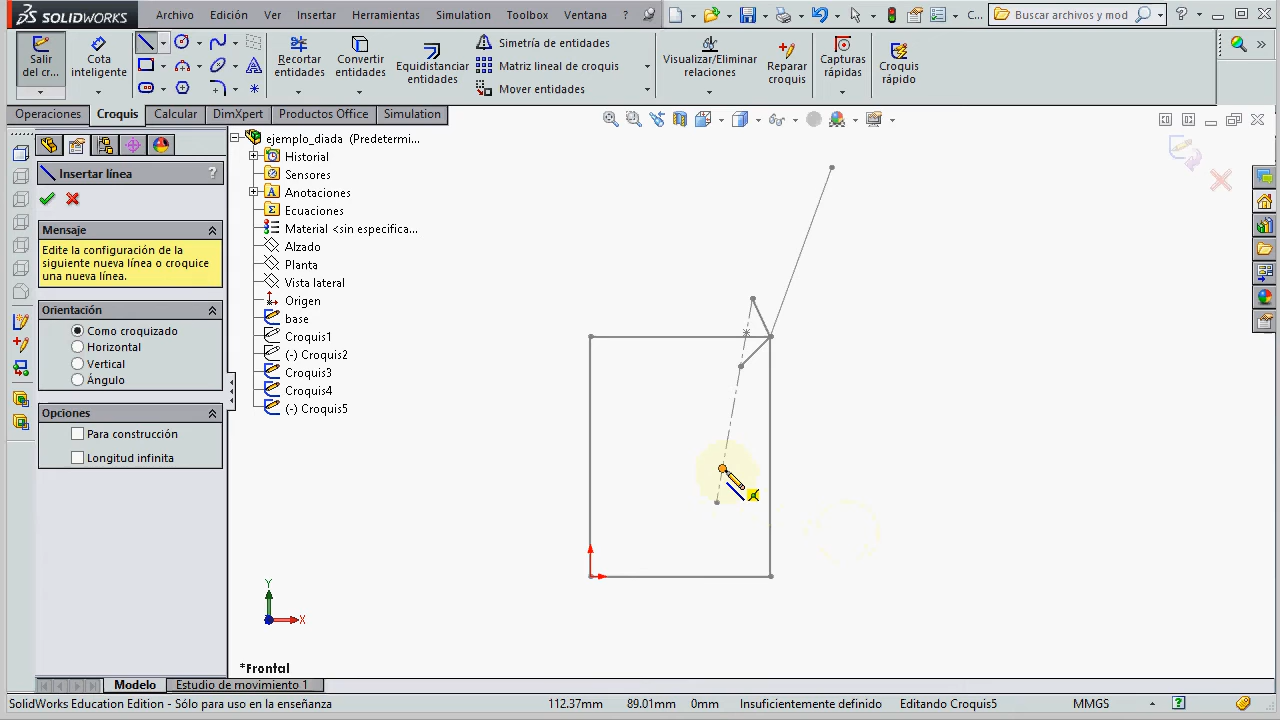 SOLIDWORKS Archivo Edición Ver Insertar Herramientas Simulation Toolbox Ventana ? C... Buscar archivos y mod
Salir del cr...
Cota inteligente
Recortar entidades
Convertir entidades
Equidistanciar entidades
Simetría de entidades
Matriz lineal de croquis
Mover entidades
Visualizar/Eliminar relaciones
Reparar croquis
Capturas rápidas
Croquis rápido
Operaciones Croquis Calcular DimXpert Productos Office Simulation
Insertar línea ?
Mensaje
Edite la configuración de la
siguiente nueva línea o croquice
una nueva línea.
Orientación
Como croquizado
Horizontal
Vertical
Ángulo
Opciones
Para construcción
Longitud infinita
ejemplo_diada (Predetermi...
Historial
Sensores
Anotaciones
Ecuaciones
Material <sin especifica...
Alzado
Planta
Vista lateral
Origen
base
Croquis1
(-) Croquis2
Croquis3
Croquis4
(-) Croquis5
Y
X
*Frontal
Modelo Estudio de movimiento 1
SolidWorks Education Edition - Sólo para uso en la enseñanza 112.37mm 89.01mm 0mm Insuficientemente definido Editando Croquis5 MMGS ?